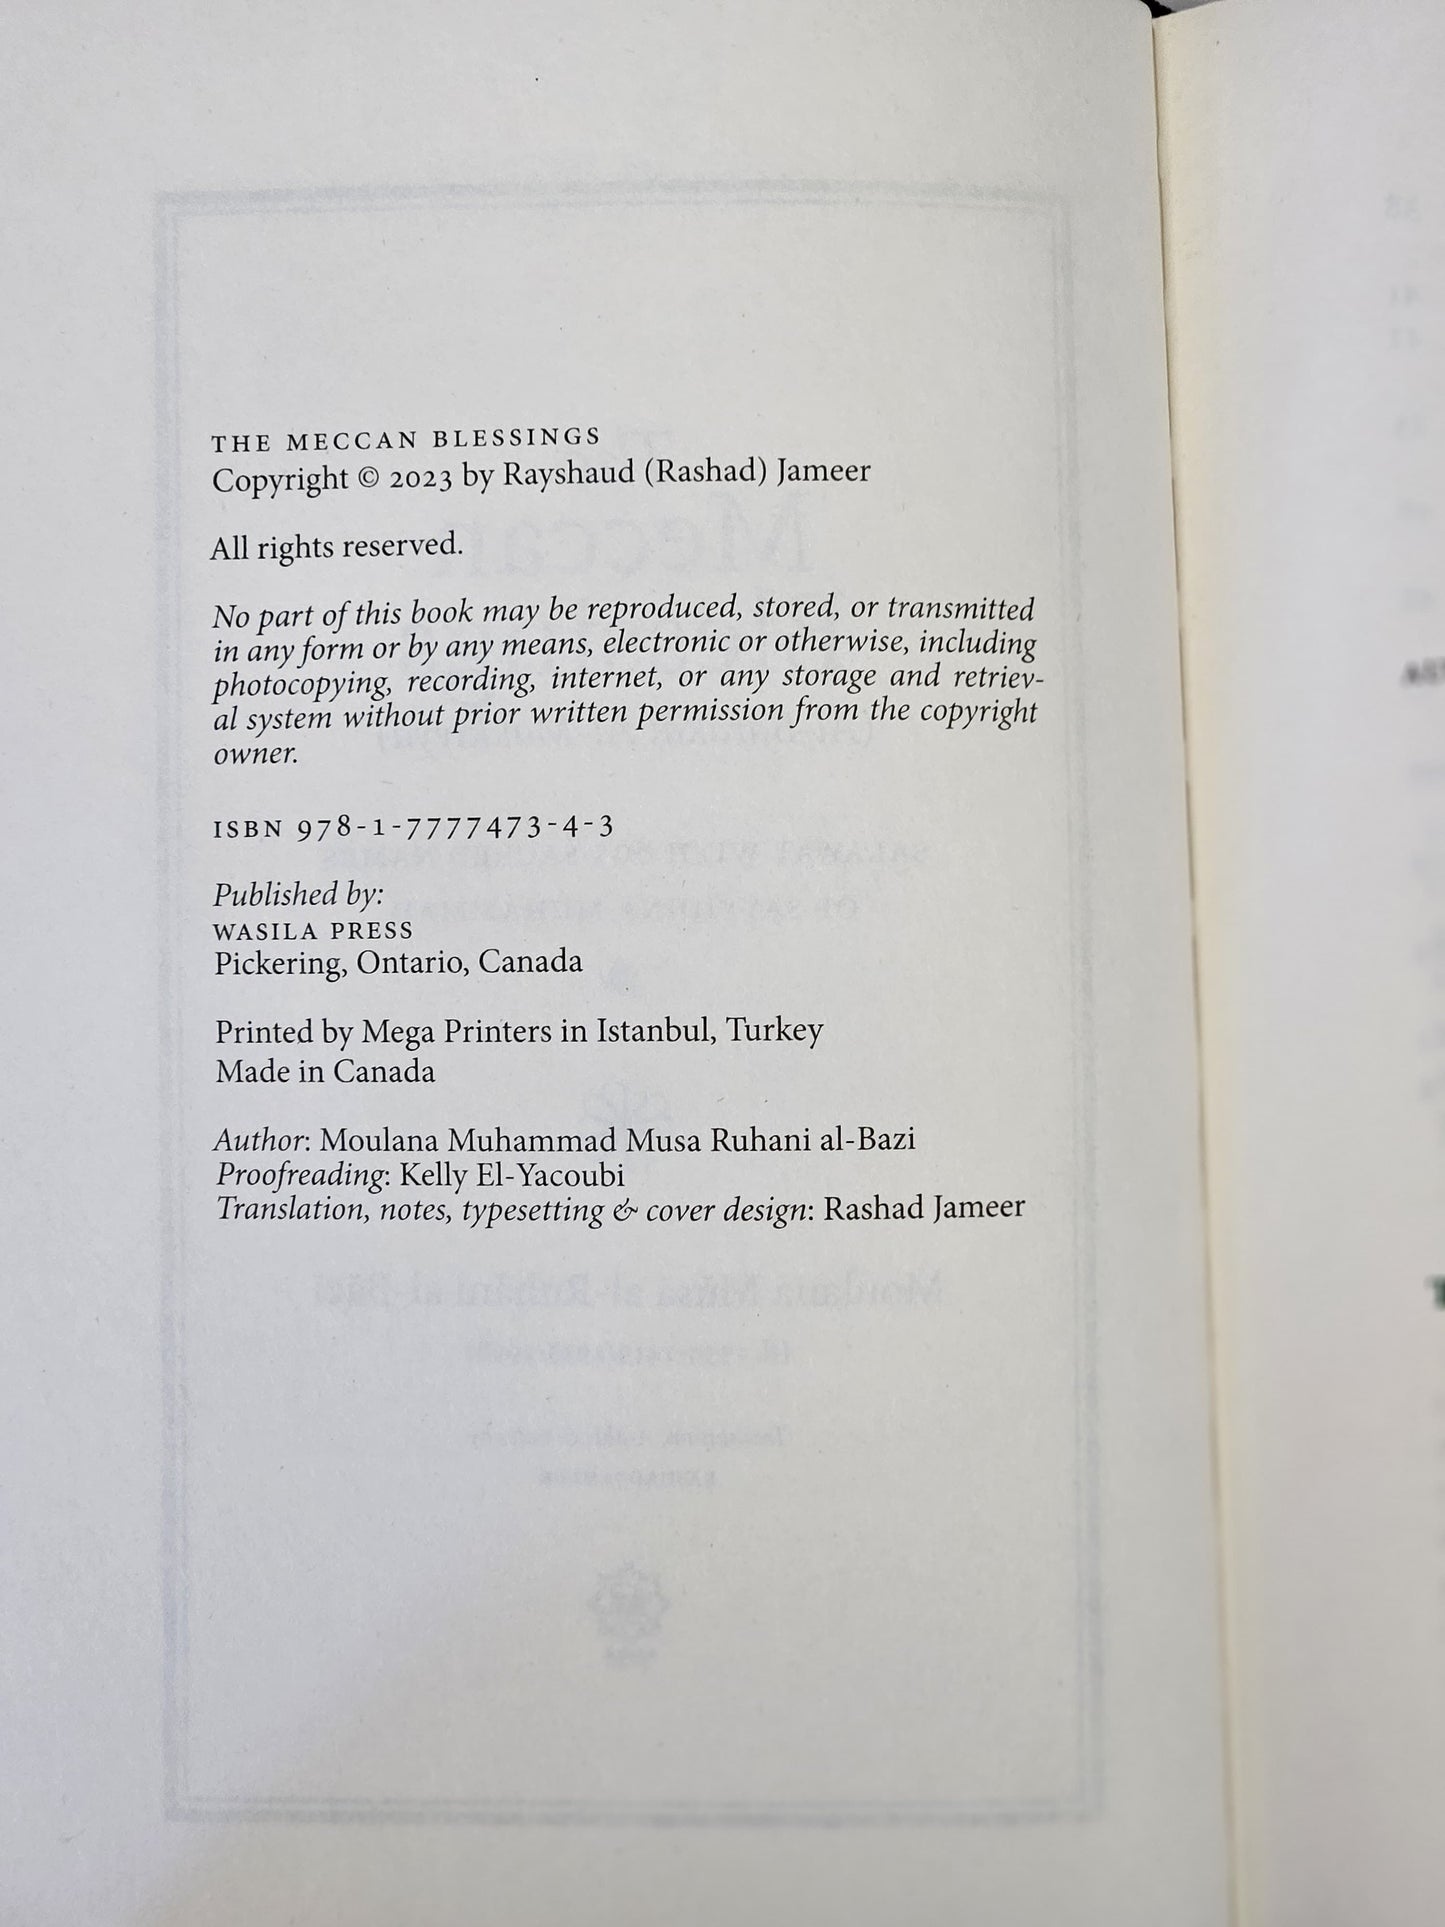 THE MECCAN BLESSINGS
Copyright © 2023 by Rayshaud (Rashad) Jameer
All rights reserved.
No part of this book may be reproduced, stored, or transmitted
in any form or by any means, electronic or otherwise, including
photocopying, recording, internet, or any storage and retriev-
al system without prior written permission from the copyright
owner.
ISBN 978-1-7777473-4-3
Published by:
WASILA PRESS
Pickering, Ontario, Canada
Printed by Mega Printers in Istanbul, Turkey
Made in Canada
Author: Moulana Muhammad Musa Ruhani al-Bazi
Proofreading: Kelly El-Yacoubi
Translation, notes, typesetting & cover design: Rashad Jameer